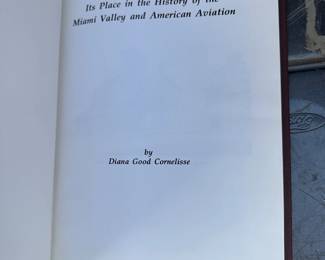 Its Place in the History of the
Miami Valley and American Aviation
by
Diana Good Cornelisse